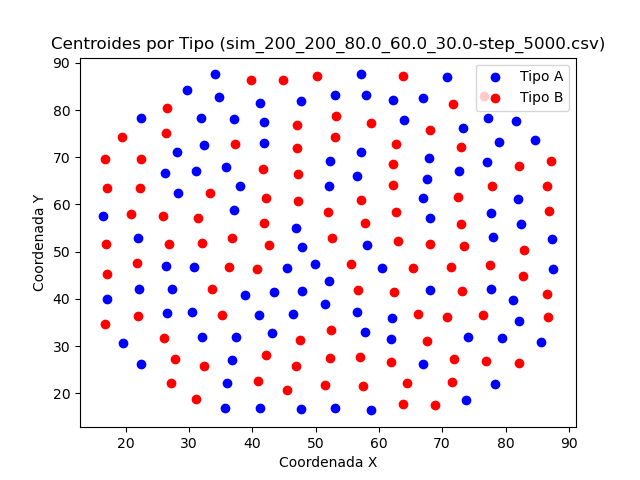 Centroides por Tipo (sim_200_200_80.0_60.0_30.0-step_5000.csv)
90
80
70
60
50
40
30
20
Coordenada Y
20 30 40 50 60 70 80 90
Coordenada X
Tipo A
Tipo B